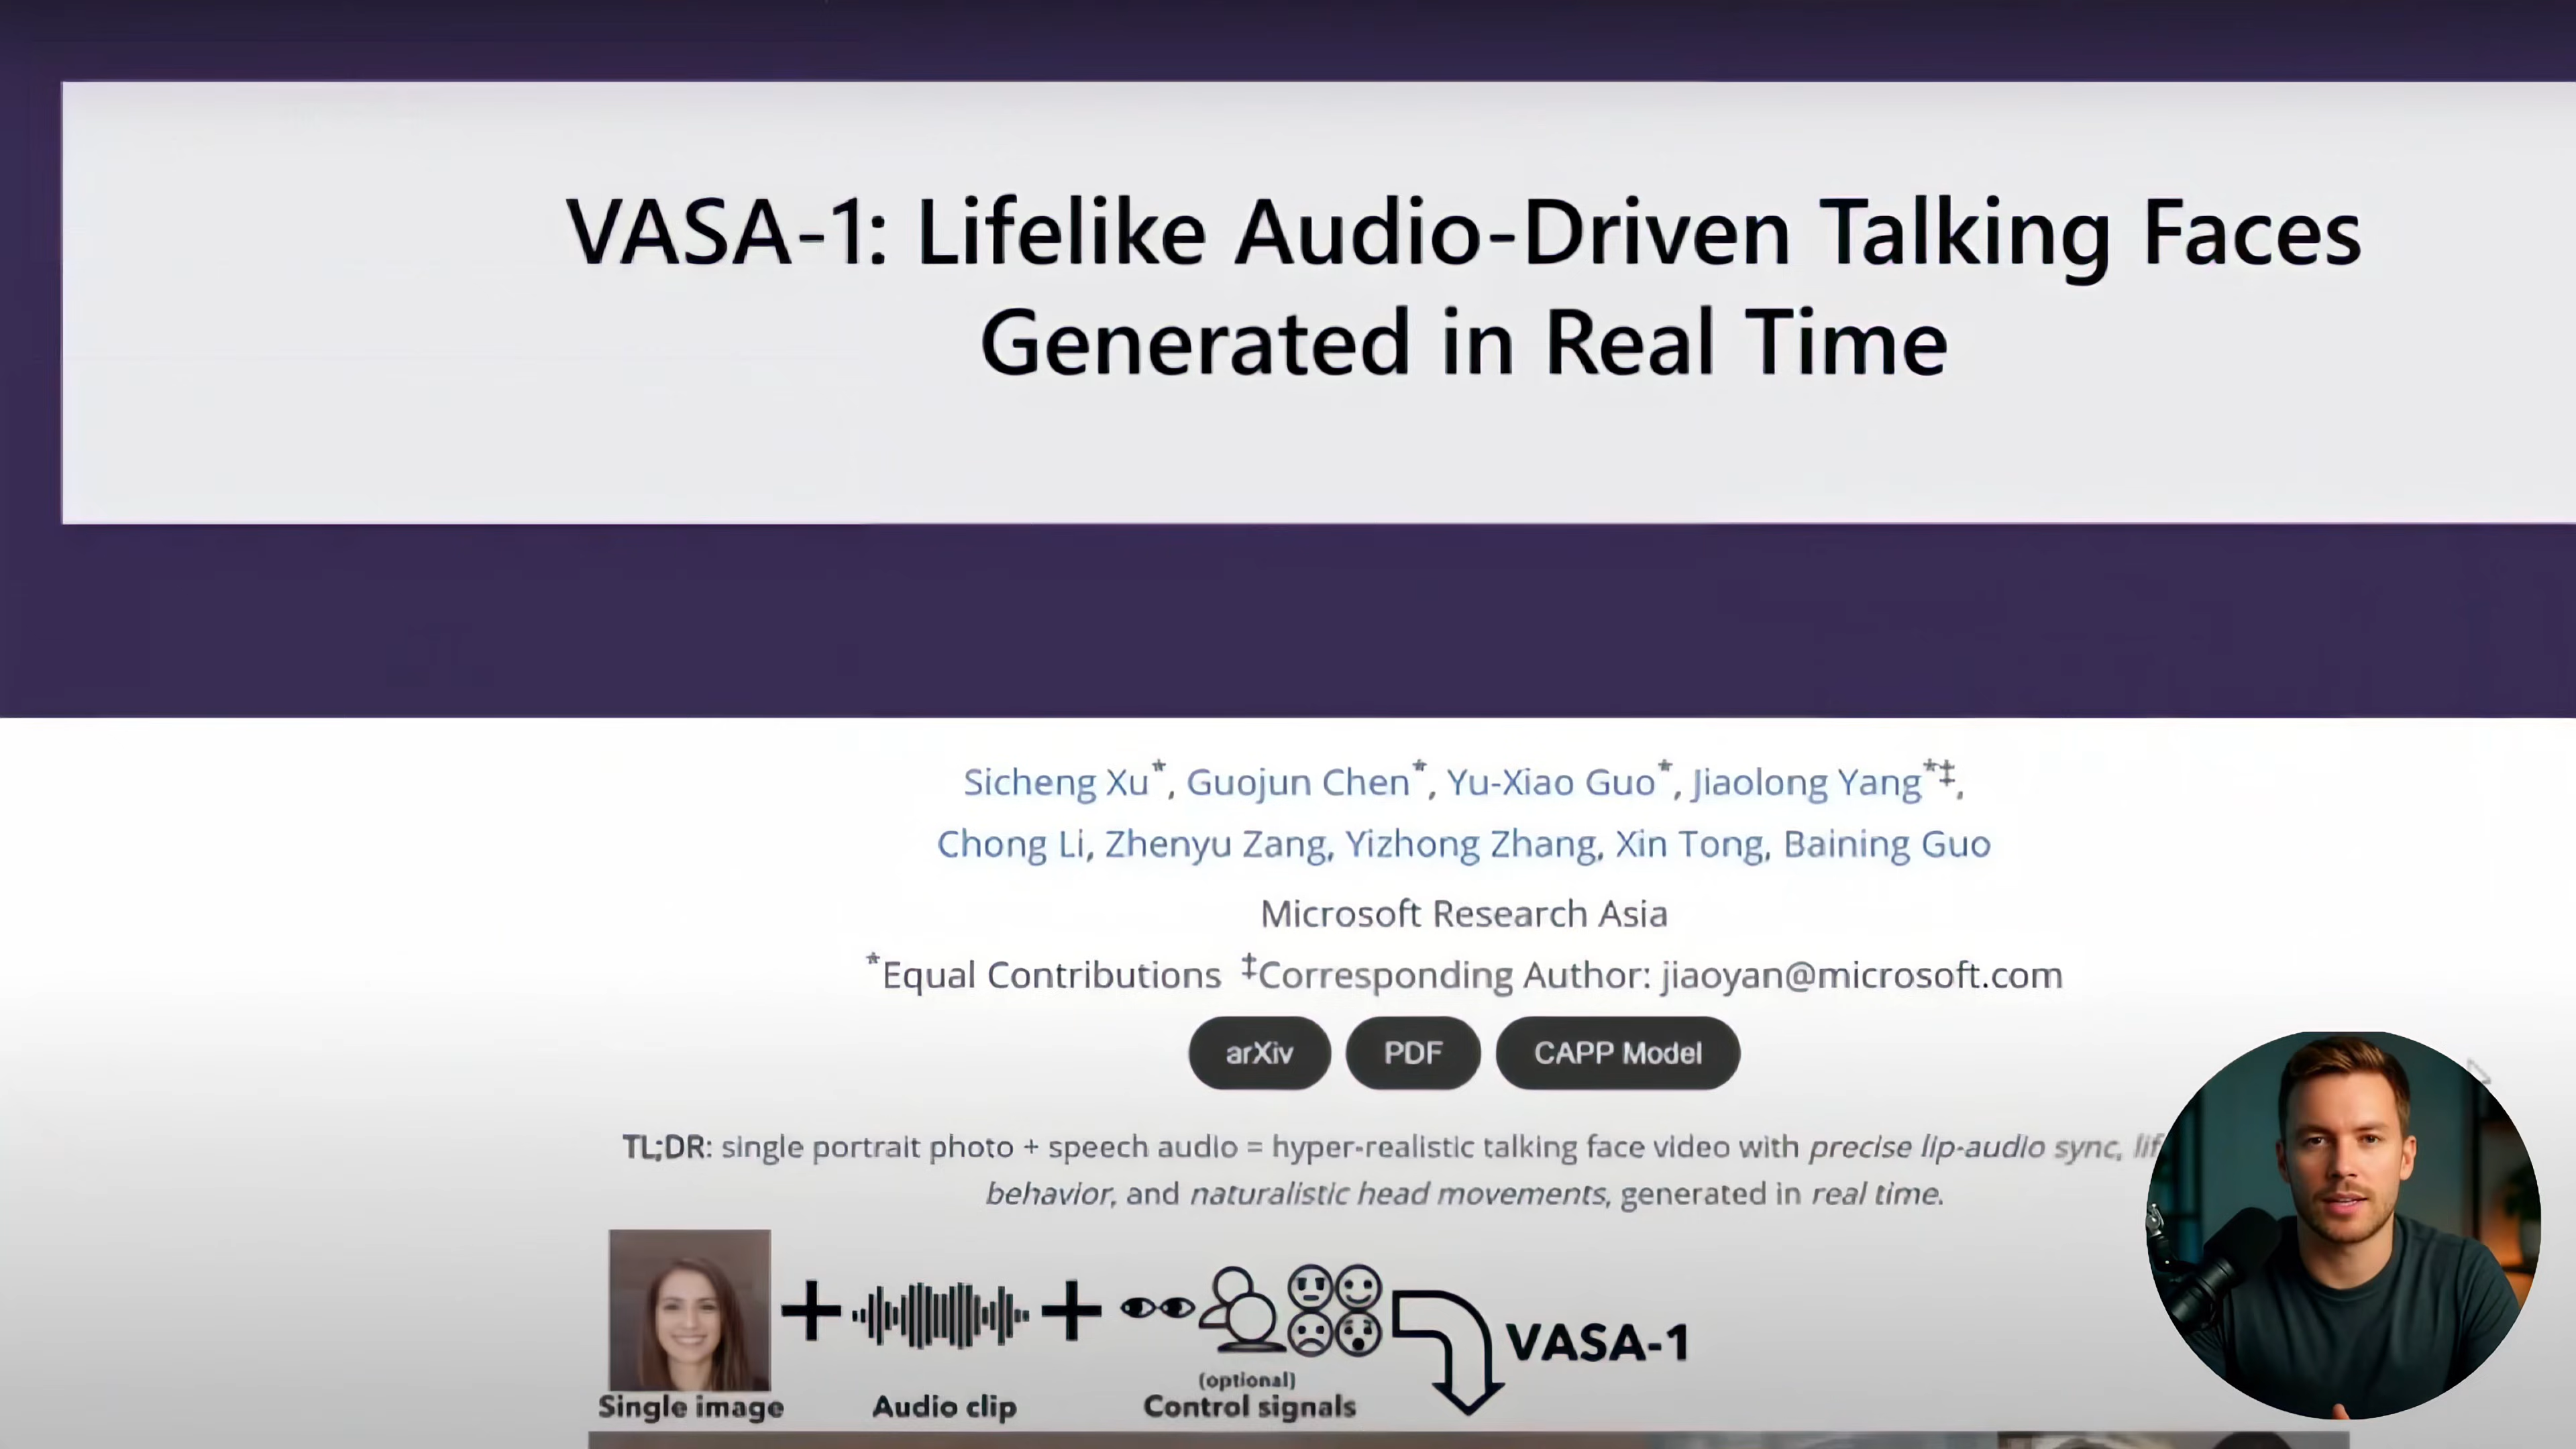 VASA-1: Lifelike Audio-Driven Talking Faces
Generated in Real Time
Sicheng Xu*, Guojun Chen*, Yu-Xiao Guo*, Jiaolong Yang*‡,
Chong Li, Zhenyu Zang, Yizhong Zhang, Xin Tong, Baining Guo
Microsoft Research Asia
*Equal Contributions ‡Corresponding Author: jiaoyan@microsoft.com
arXiv PDF CAPP Model
TL;DR: single portrait photo + speech audio = hyper-realistic talking face video with precise lip-audio sync,
behavior, and naturalistic head movements, generated in real time.
VASA-1
(optional)
Single image Audio clip Control signals